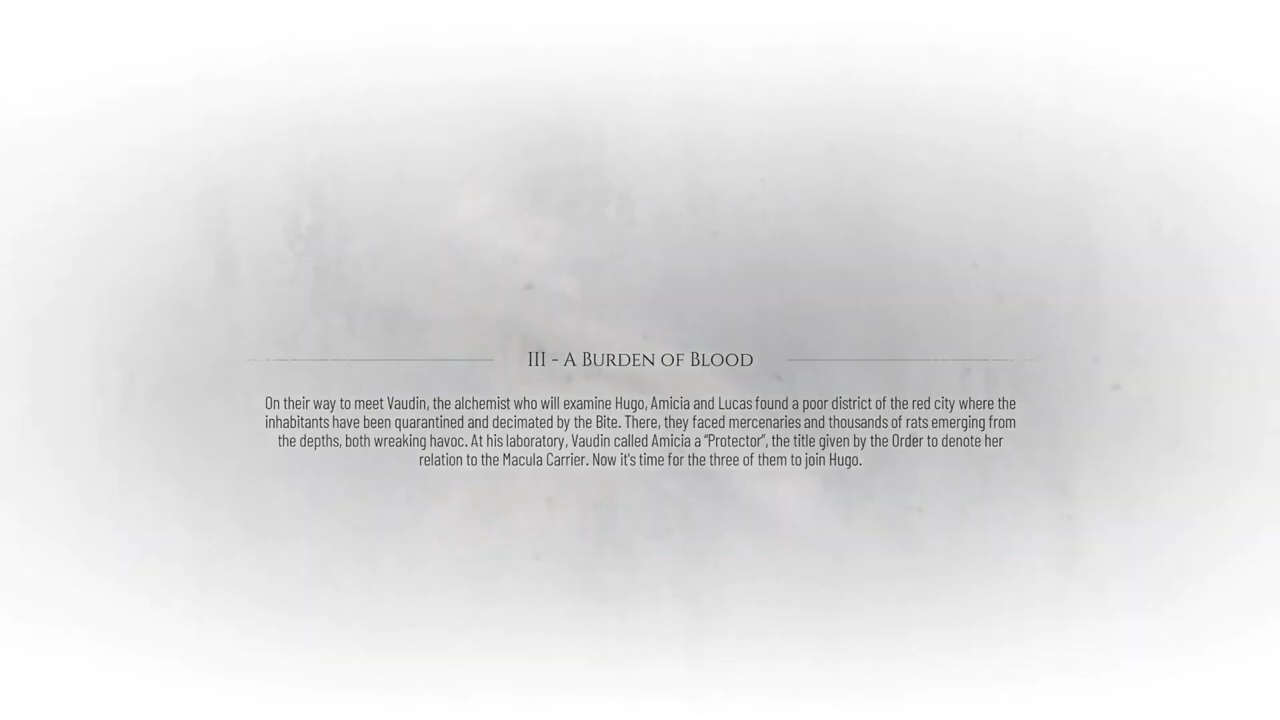 III - A Burden of Blood
On their way to meet Vaudin, the alchemist who will examine Hugo, Amicia and Lucas found a poor district of the red city where the
inhabitants have been quarantined and decimated by the Bite. There, they faced mercenaries and thousands of rats emerging from
the depths, both wreaking havoc. At his laboratory, Vaudin called Amicia a “Protector”, the title given by the Order to denote her
relation to the Macula Carrier. Now it's time for the three of them to join Hugo.